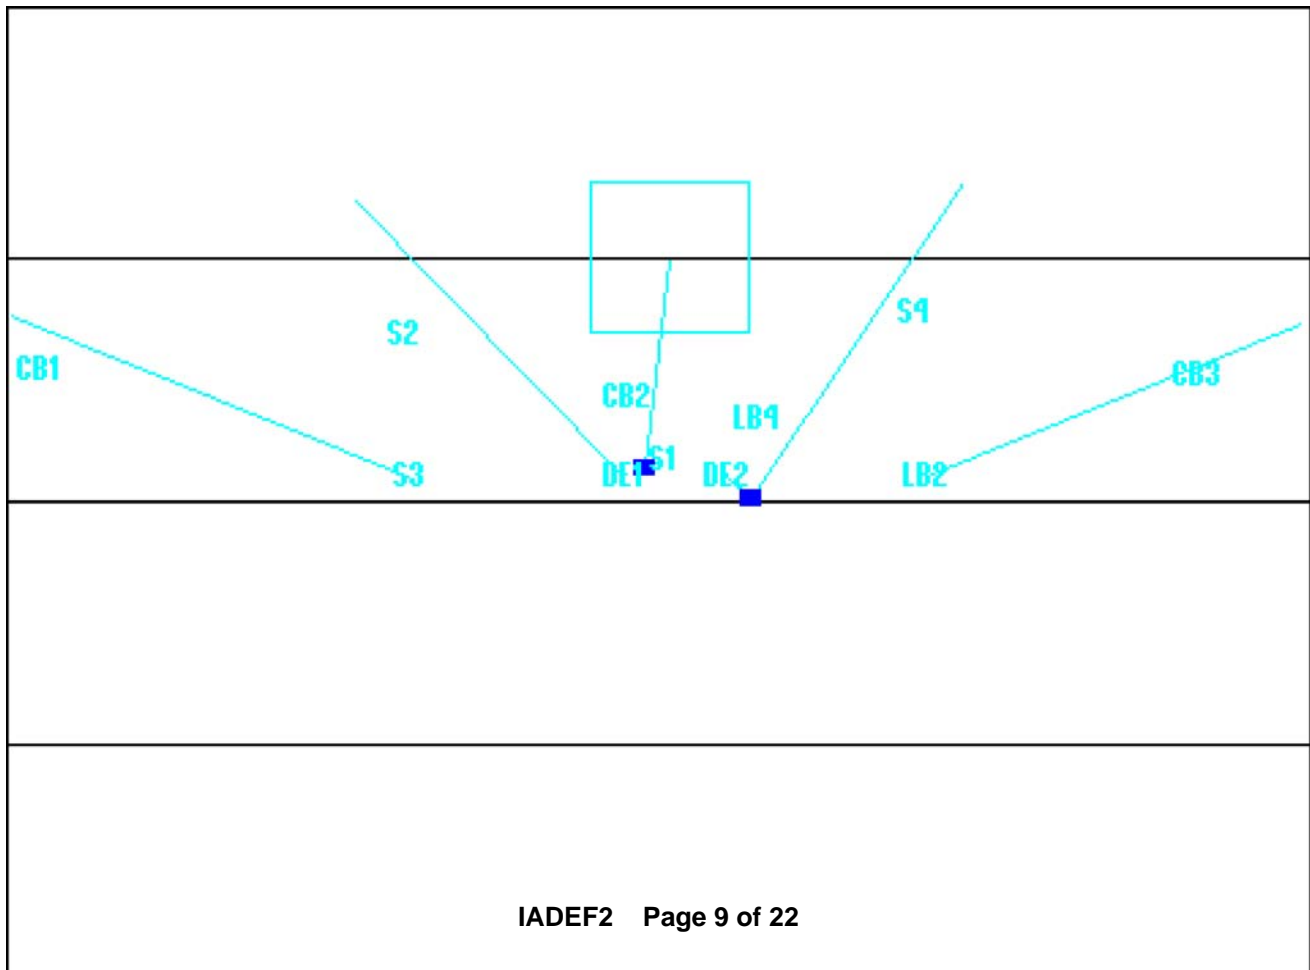 S4
S2
CB1
CB3
CB2
LB4
S1
S3
DE1
DE2
LB2
IADEF2 Page 9 of 22